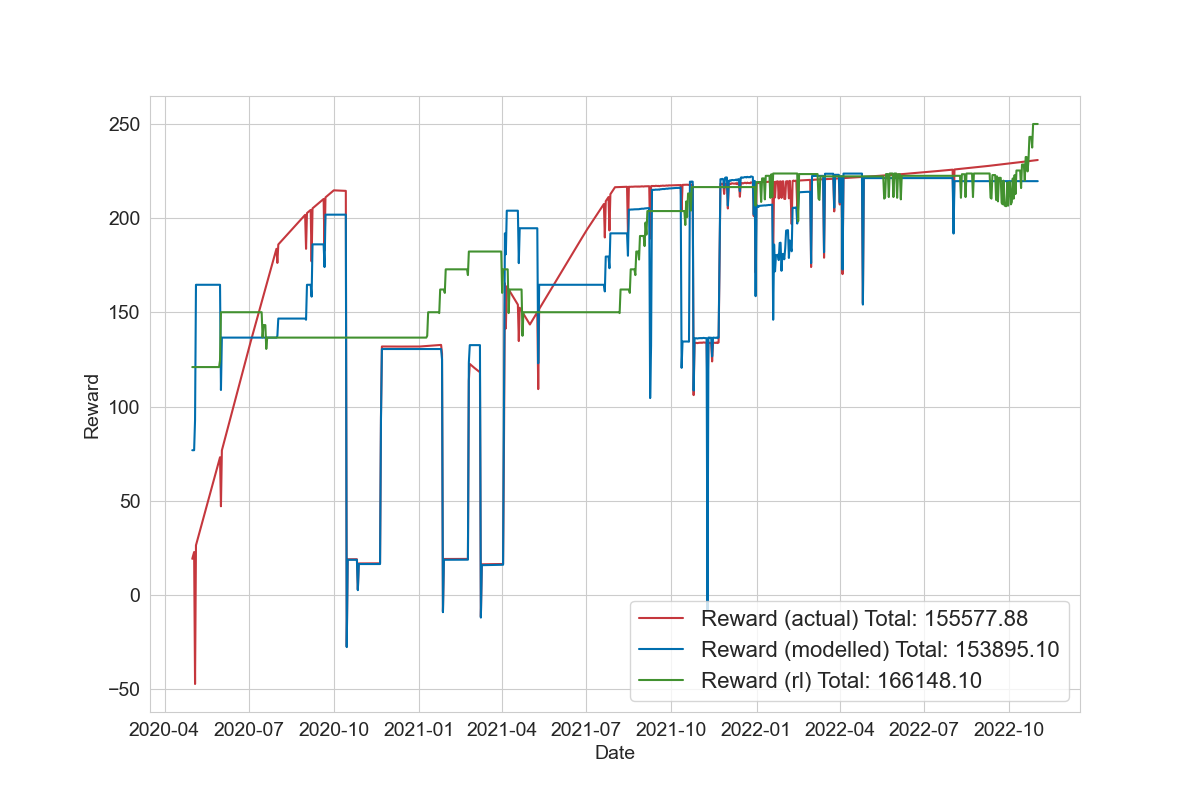 250
200
150
100
50
0
−50
Reward
Reward (actual) Total: 155577.88
Reward (modelled) Total: 153895.10
Reward (rl) Total: 166148.10
2020-04 2020-07 2020-10 2021-01 2021-04 2021-07 2021-10 2022-01 2022-04 2022-07 2022-10
Date